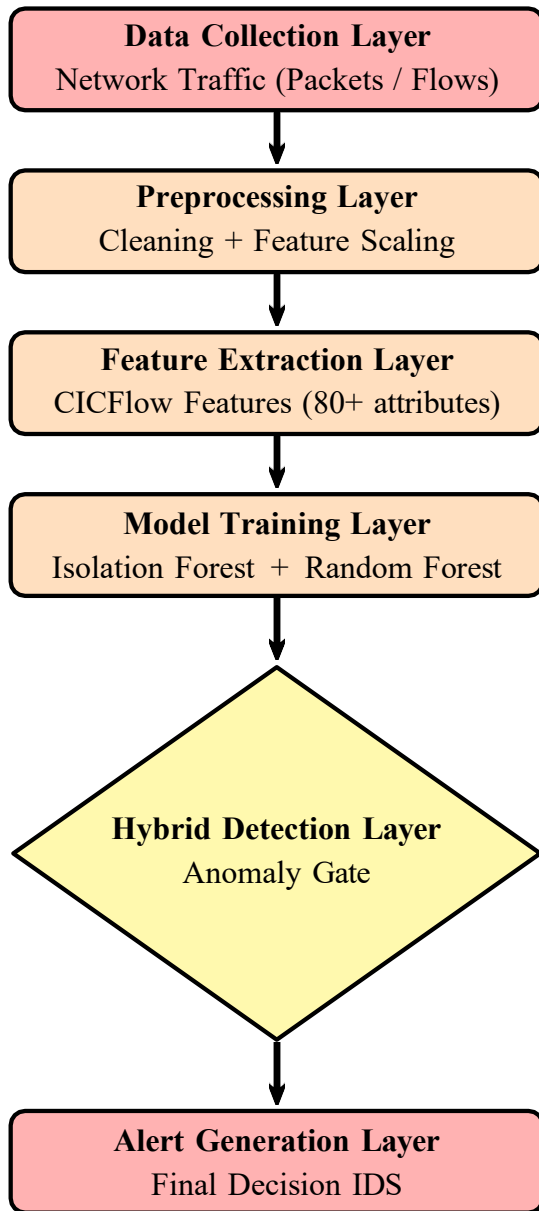 Data Collection Layer
Network Traffic (Packets / Flows)
Preprocessing Layer
Cleaning + Feature Scaling
Feature Extraction Layer
CICFlow Features (80+ attributes)
Model Training Layer
Isolation Forest + Random Forest
Hybrid Detection Layer
Anomaly Gate
Alert Generation Layer
Final Decision IDS